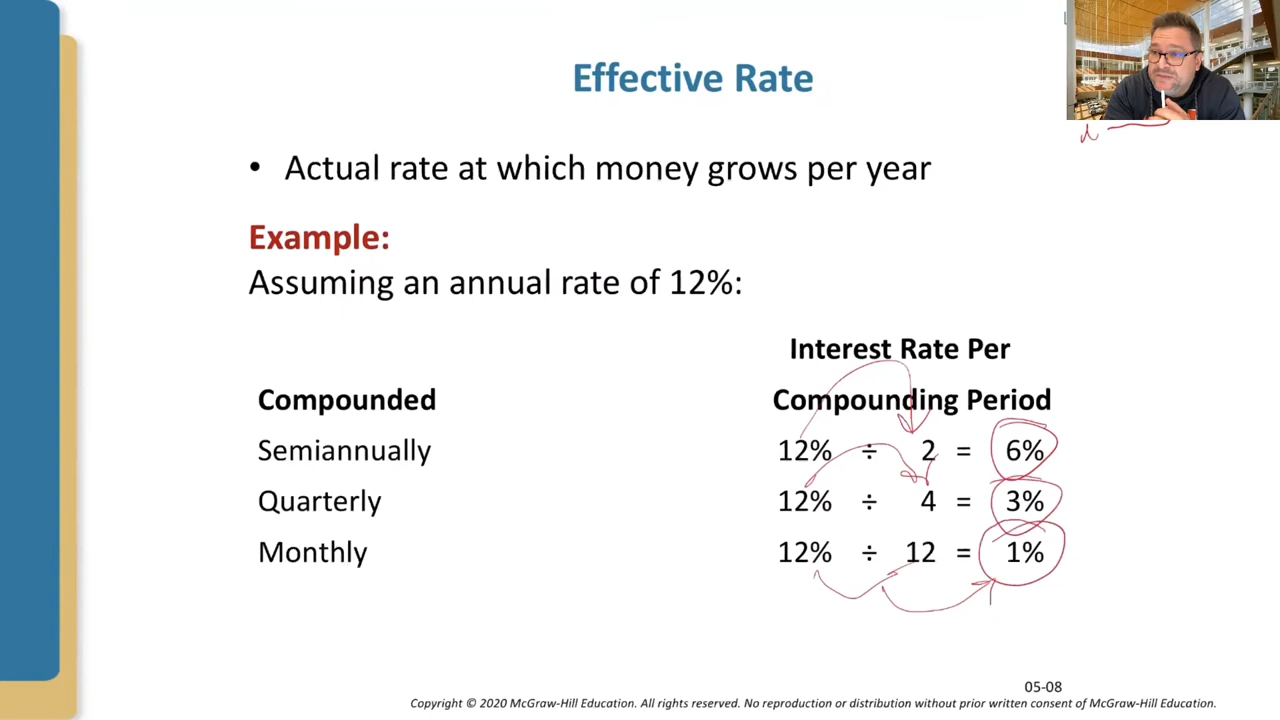 Effective Rate
• Actual rate at which money grows per year
Example:
Assuming an annual rate of 12%:
Interest Rate Per
Compounded Compounding Period
Semiannually 12% ÷ 2 = 6%
Quarterly 12% ÷ 4 = 3%
Monthly 12% ÷ 12 = 1%
05-08
Copyright © 2020 McGraw-Hill Education. All rights reserved. No reproduction or distribution without prior written consent of McGraw-Hill Education.